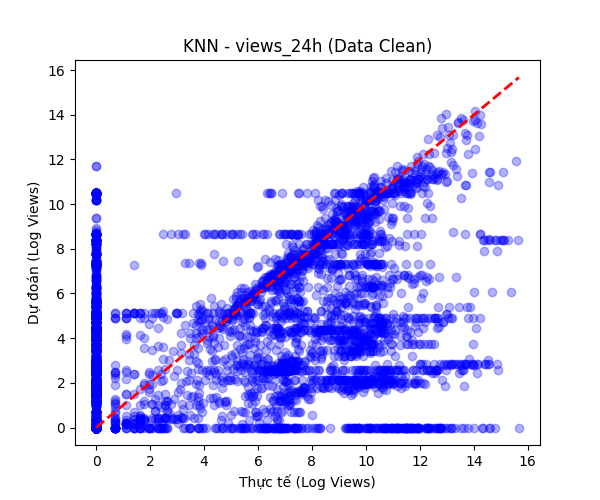 KNN - views_24h (Data Clean)
16
14
12
10
8
6
4
2
0
Dự đoán (Log Views)
0 2 4 6 8 10 12 14 16
Thực tế (Log Views)